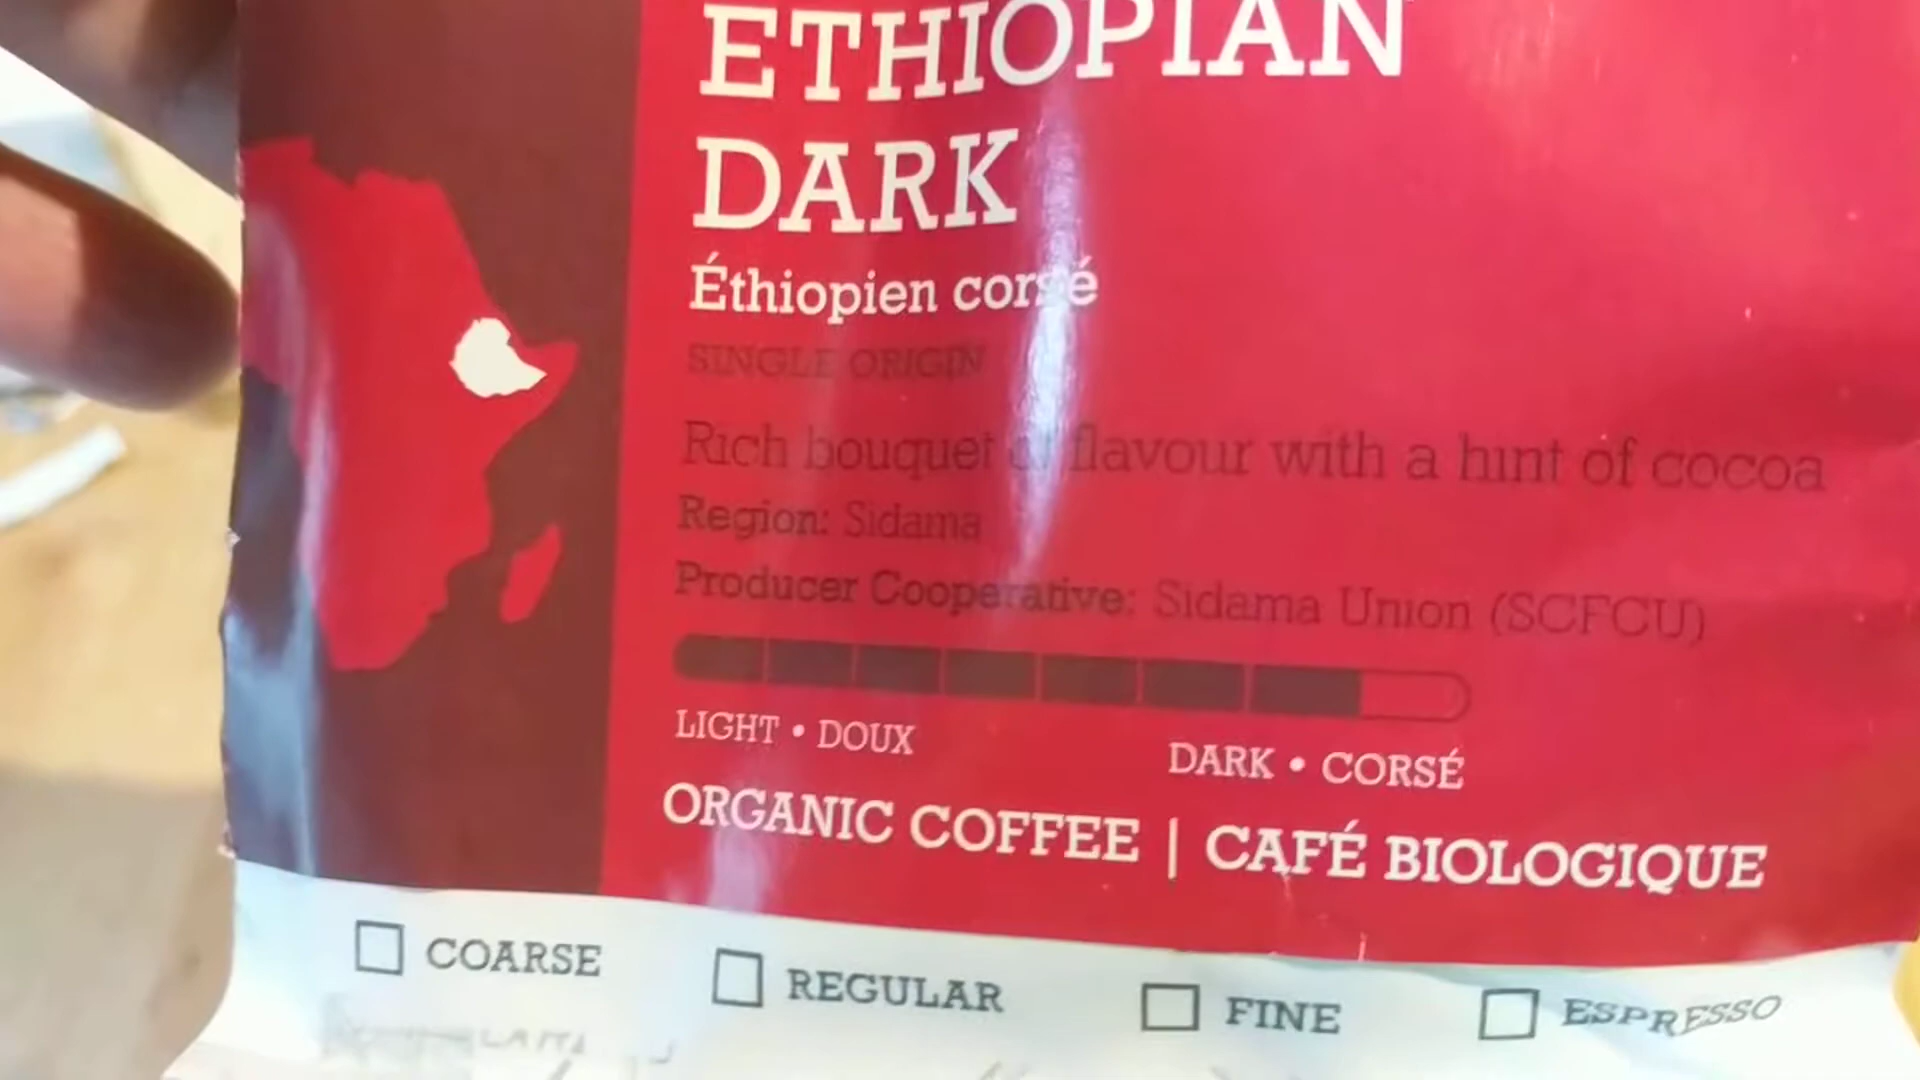 ETHIOPIAN
DARK
Éthiopien corsé
SINGLE ORIGIN
Rich bouquet of flavour with a hint of cocoa
Region: Sidama
Producer Cooperative: Sidama Union (SCFCU)
LIGHT • DOUX
DARK • CORSÉ
ORGANIC COFFEE | CAFÉ BIOLOGIQUE
COARSE
REGULAR
FINE
ESPRESSO